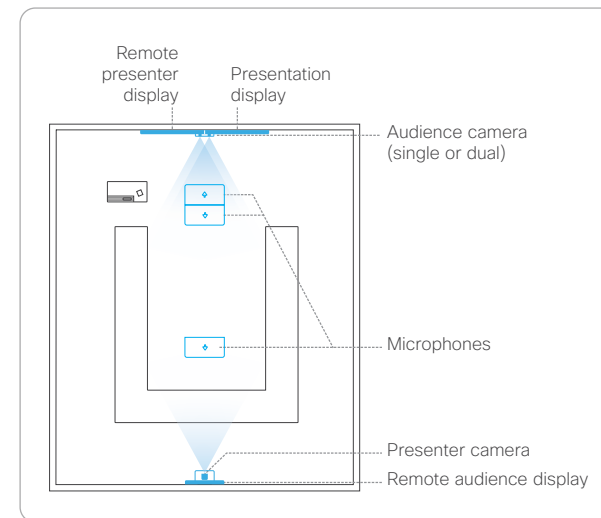 Remote
presenter
display
Presentation
display
Audience camera
(single or dual)
Microphones
Presenter camera
Remote audience display